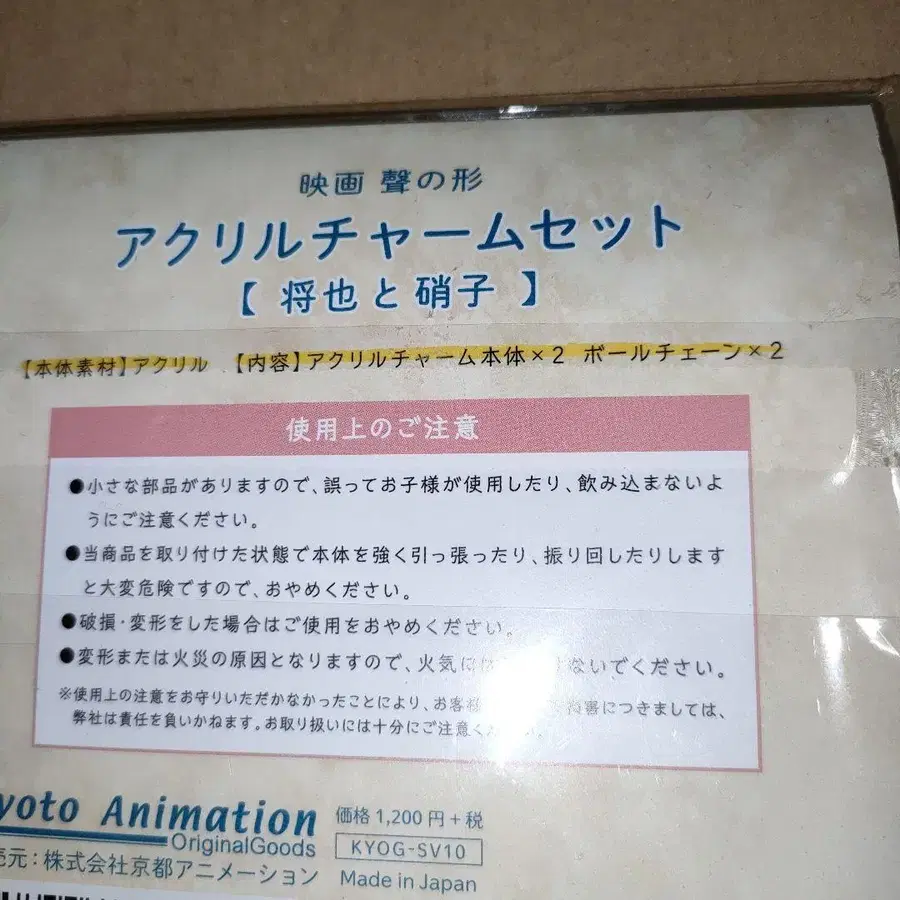 映画 聲の形
アクリルチャームセット
【 将也と硝子 】
【本体素材】アクリル 【内容】アクリルチャーム本体×2 ボールチェーン×2
使用上のご注意
●小さな部品がありますので、誤ってお子様が使用したり、飲み込まないよ
うにご注意ください。
●当商品を取り付けた状態で本体を強く引っ張ったり、振り回したりします
と大変危険ですので、おやめください。
●破損・変形をした場合はご使用をおやめください。
●変形または火災の原因となりますので、火気に ないでください。
※使用上の注意をお守りいただかなかったことにより、お客様 損害につきましては、
弊社は責任を負いかねます。お取り扱いには十分にご注意く
yoto Animation
OriginalGoods
売元:株式会社京都アニメーション
価格1,200円+税
KYOG-SV10
Made in Japan